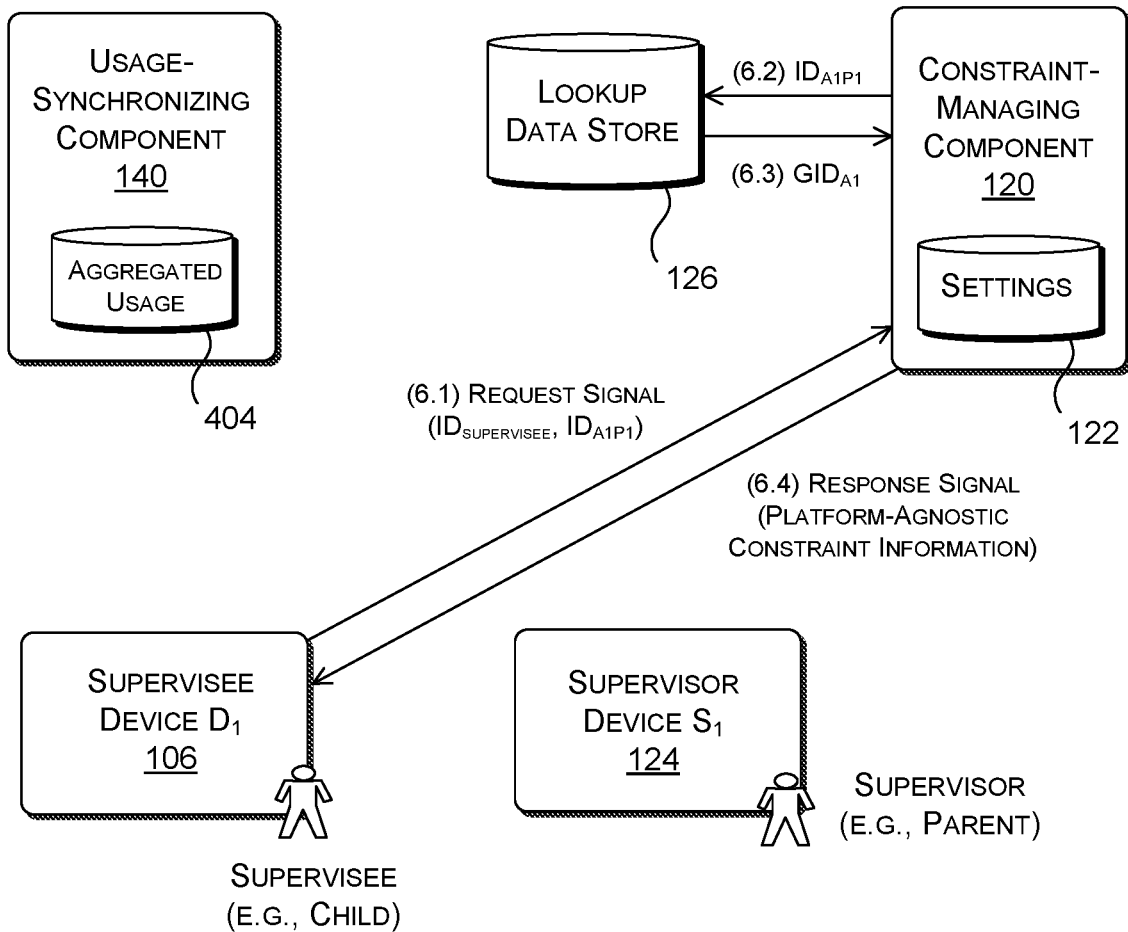 USAGE-
SYNCHRONIZING
COMPONENT
140
AGGREGATED
USAGE
404
LOOKUP
DATA STORE
126
(6.2) IDA1P1
(6.3) GIDA1
CONSTRAINT-
MANAGING
COMPONENT
120
SETTINGS
122
(6.1) REQUEST SIGNAL
(IDSUPERVISEE, IDA1P1)
(6.4) RESPONSE SIGNAL
(PLATFORM-AGNOSTIC
CONSTRAINT INFORMATION)
SUPERVISEE
DEVICE D1
106
SUPERVISEE
(E.G., CHILD)
SUPERVISOR
DEVICE S1
124
SUPERVISOR
(E.G., PARENT)